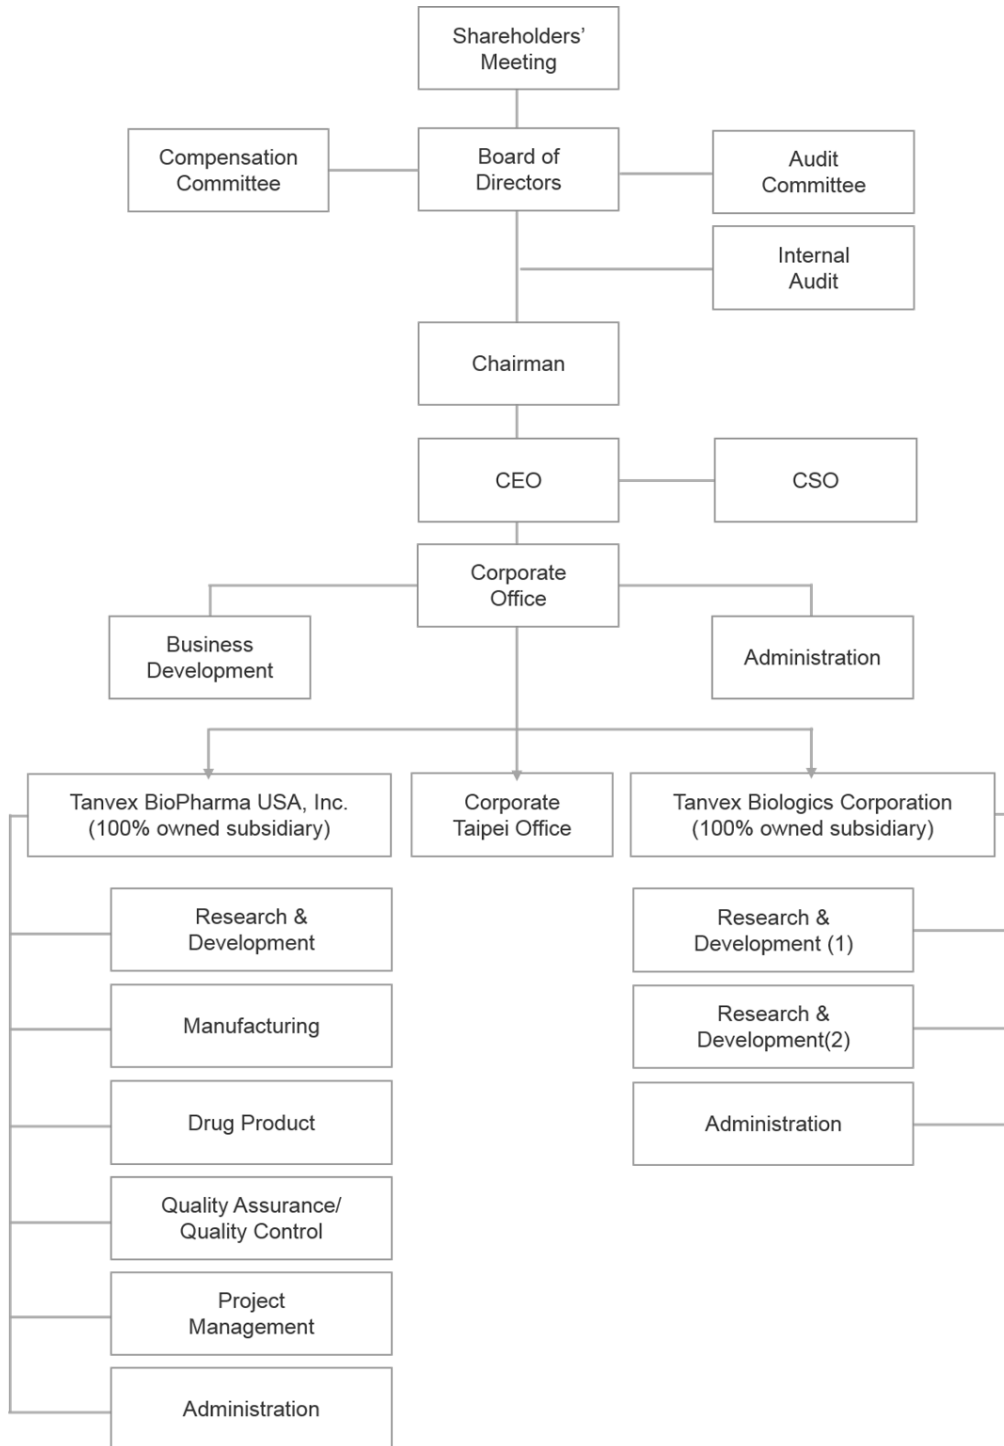 Shareholders’
Meeting
Compensation
Committee
Board of
Directors
Audit
Committee
Internal
Audit
Chairman
CEO
CSO
Corporate
Office
Business
Development
Administration
Tanvex BioPharma USA, Inc.
(100% owned subsidiary)
Corporate
Taipei Office
Tanvex Biologics Corporation
(100% owned subsidiary)
Research &
Development
Manufacturing
Drug Product
Quality Assurance/
Quality Control
Project
Management
Administration
Research &
Development (1)
Research &
Development(2)
Administration